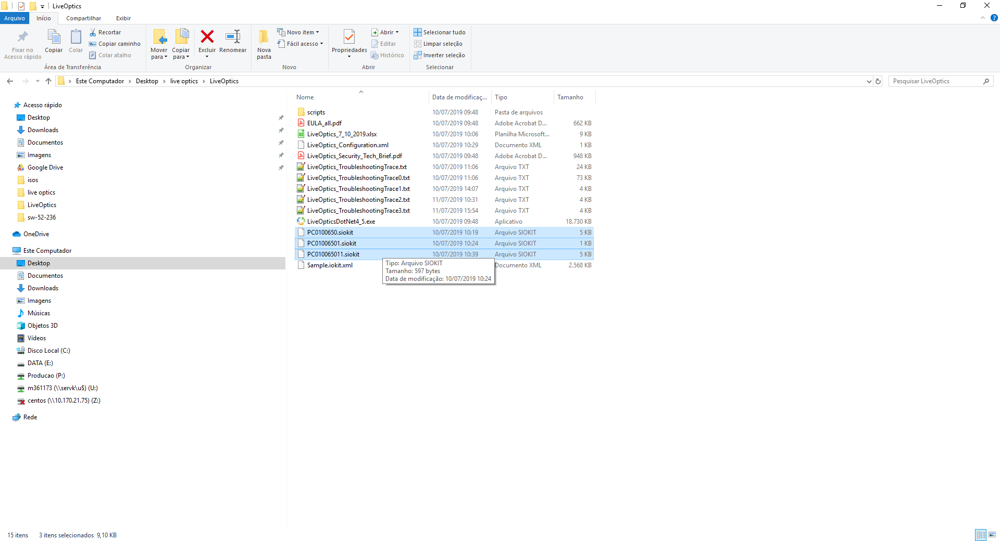 LiveOptics
Arquivo
Início
Compartilhar
Exibir
Fixar no
Acesso rápido
Copiar
Colar
Recortar
Copiar caminho
Colar atalho
Área de Transferência
Mover
para
Copiar
para
Excluir
Renomear
Organizar
Nova
pasta
Novo item
Fácil acesso
Novo
Propriedades
Abrir
Editar
Histórico
Abrir
Selecionar tudo
Limpar seleção
Inverter seleção
Selecionar
Este Computador > Desktop > live optics > LiveOptics
Pesquisar LiveOptics
Acesso rápido
Desktop
Downloads
Documentos
Imagens
Google Drive
isos
live optics
LiveOptics
sw-52-236
OneDrive
Este Computador
Desktop
Documentos
Downloads
Imagens
Músicas
Objetos 3D
Vídeos
Disco Local (C:)
DATA (E:)
Producao (P:)
m361173 (\\servk\u$) (U:)
centos (\\10.170.21.75) (Z:)
Rede
Nome Data de modificaç... Tipo Tamanho
scripts 10/07/2019 09:48 Pasta de arquivos
EULA_all.pdf 10/07/2019 09:48 Adobe Acrobat D... 662 KB
LiveOptics_7_10_2019.xlsx 10/07/2019 10:06 Planilha Microsoft... 9 KB
LiveOptics_Configuration.xml 10/07/2019 10:29 Documento XML 1 KB
LiveOptics_Security_Tech_Brief.pdf 10/07/2019 09:48 Adobe Acrobat D... 948 KB
LiveOptics_TroubleshootingTrace.txt 10/07/2019 11:06 Arquivo TXT 24 KB
LiveOptics_TroubleshootingTrace0.txt 10/07/2019 11:06 Arquivo TXT 73 KB
LiveOptics_TroubleshootingTrace1.txt 10/07/2019 14:07 Arquivo TXT 4 KB
LiveOptics_TroubleshootingTrace2.txt 11/07/2019 10:31 Arquivo TXT 4 KB
LiveOptics_TroubleshootingTrace3.txt 11/07/2019 15:54 Arquivo TXT 4 KB
LiveOpticsDotNet4_5.exe 10/07/2019 09:48 Aplicativo 18.730 KB
PC0100650.siokit 10/07/2019 10:19 Arquivo SIOKIT 5 KB
PC01006501.siokit 10/07/2019 10:24 Arquivo SIOKIT 1 KB
PC010065011.siokit 10/07/2019 10:39 Arquivo SIOKIT 5 KB
Sample.iokit.xml Documento XML 2.568 KB
Tipo: Arquivo SIOKIT
Tamanho: 597 bytes
Data de modificação: 10/07/2019 10:24
15 itens 3 itens selecionados 9,10 KB